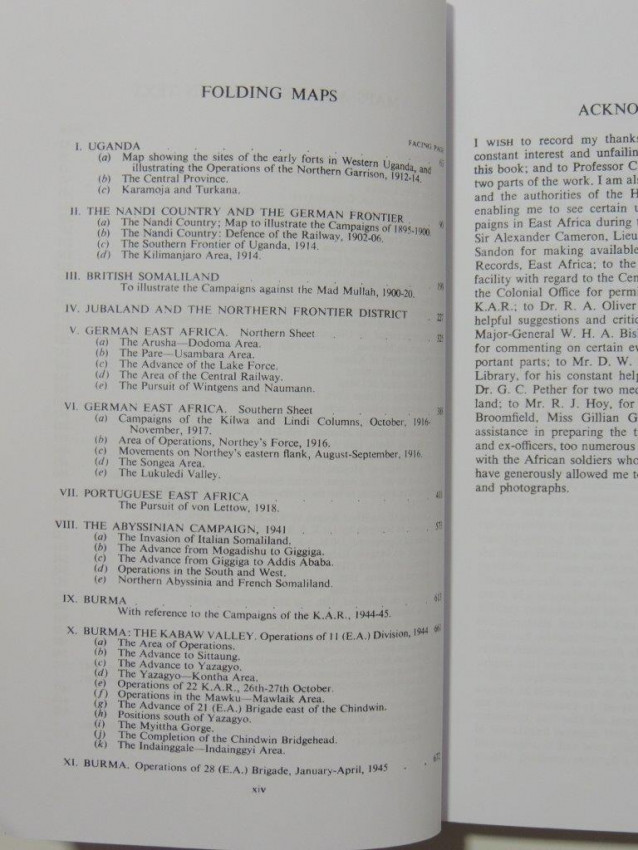 FOLDING MAPS
FACING PAGE
I. UGANDA
(a) Map showing the sites of the early forts in Western Uganda, and
illustrating the Operations of the Northern Garrison, 1912-14.
(b) The Central Province.
(c) Karamoja and Turkana.
II. THE NANDI COUNTRY AND THE GERMAN FRONTIER
(a) The Nandi Country; Map to illustrate the Campaigns of 1895-1900.
(b) The Nandi Country: Defence of the Railway, 1902-06.
(c) The Southern Frontier of Uganda, 1914.
(d) The Kilimanjaro Area, 1914.
III. BRITISH SOMALILAND
To illustrate the Campaigns against the Mad Mullah, 1900-20.
IV. JUBALAND AND THE NORTHERN FRONTIER DISTRICT
V. GERMAN EAST AFRICA. Northern Sheet
(a) The Arusha—Dodoma Area.
(b) The Pare—Usambara Area.
(c) The Advance of the Lake Force.
(d) The Area of the Central Railway.
(e) The Pursuit of Wintgens and Naumann.
VI. GERMAN EAST AFRICA. Southern Sheet
(a) Campaigns of the Kilwa and Lindi Columns, October, 1916-
November, 1917.
(b) Area of Operations, Northey's Force, 1916.
(c) Movements on Northey's eastern flank, August-September, 1916.
(d) The Songea Area.
(e) The Lukuledi Valley.
VII. PORTUGUESE EAST AFRICA
The Pursuit of von Lettow, 1918.
VIII. THE ABYSSINIAN CAMPAIGN, 1941
(a) The Invasion of Italian Somaliland.
(b) The Advance from Mogadishu to Giggiga.
(c) The Advance from Giggiga to Addis Ababa.
(d) Operations in the South and West.
(e) Northern Abyssinia and French Somaliland.
IX. BURMA 617
With reference to the Campaigns of the K.A.R., 1944-45.
X. BURMA: THE KABAW VALLEY. Operations of 11 (E.A.) Division, 1944
(a) The Area of Operations.
(b) The Advance to Sittaung.
(c) The Advance to Yazagyo.
(d) The Yazagyo—Kontha Area.
(e) Operations of 22 K.A.R., 26th-27th October.
(f) Operations in the Mawku—Mawlaik Area.
(g) The Advance of 21 (E.A.) Brigade east of the Chindwin.
(h) Positions south of Yazagyo.
(i) The Myittha Gorge.
(j) The Completion of the Chindwin Bridgehead.
(k) The Indainggale—Indainggyi Area.
XI. BURMA. Operations of 28 (E.A.) Brigade, January-April, 1945
xiv
ACKNO
I WISH to record my thanks
constant interest and unfailin
this book; and to Professor C
two parts of the work. I am al
and the authorities of the H
enabling me to see certain u
paigns in East Africa during t
Sir Alexander Cameron, Lieu
Sandon for making available
Records, East Africa; to the
facility with regard to the Cen
the Colonial Office for permi
K.A.R.; to Dr. R. A. Oliver
helpful suggestions and critic
Major-General W. H. A. Bis
for commenting on certain ev
portant parts; to Mr. D. W.
Library, for his constant help
Dr. G. C. Pether for two med
land; to Mr. R. J. Hoy, for
Broomfield, Miss Gillian G
assistance in preparing the t
and ex-officers, too numerous
with the African soldiers who
have generously allowed me to
and photographs.